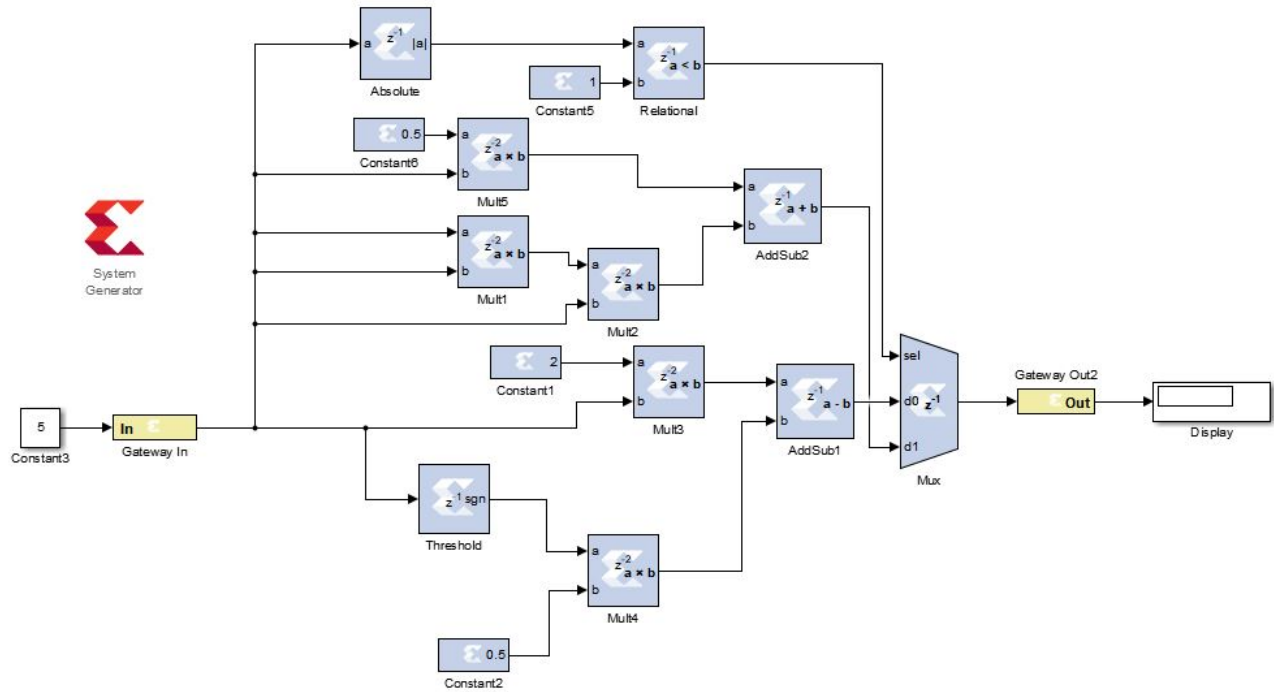 a
z-1
|a|
Absolute
1
Constant5
a
b
z-1
a < b
Relational
0.5
Constant6
a
b
z-2
a × b
Mult5
a
b
z-2
a × b
Mult1
a
b
z-2
a × b
Mult2
a
b
z-1
a + b
AddSub2
System
Generator
2
Constant1
a
b
z-2
a × b
Mult3
a
b
z-1
a - b
AddSub1
sel
d0
z-1
d1
Mux
Gateway Out2
Out
Display
5
Constant3
In
Gateway In
z-1 sgn
Threshold
a
b
z-2
a × b
Mult4
0.5
Constant2